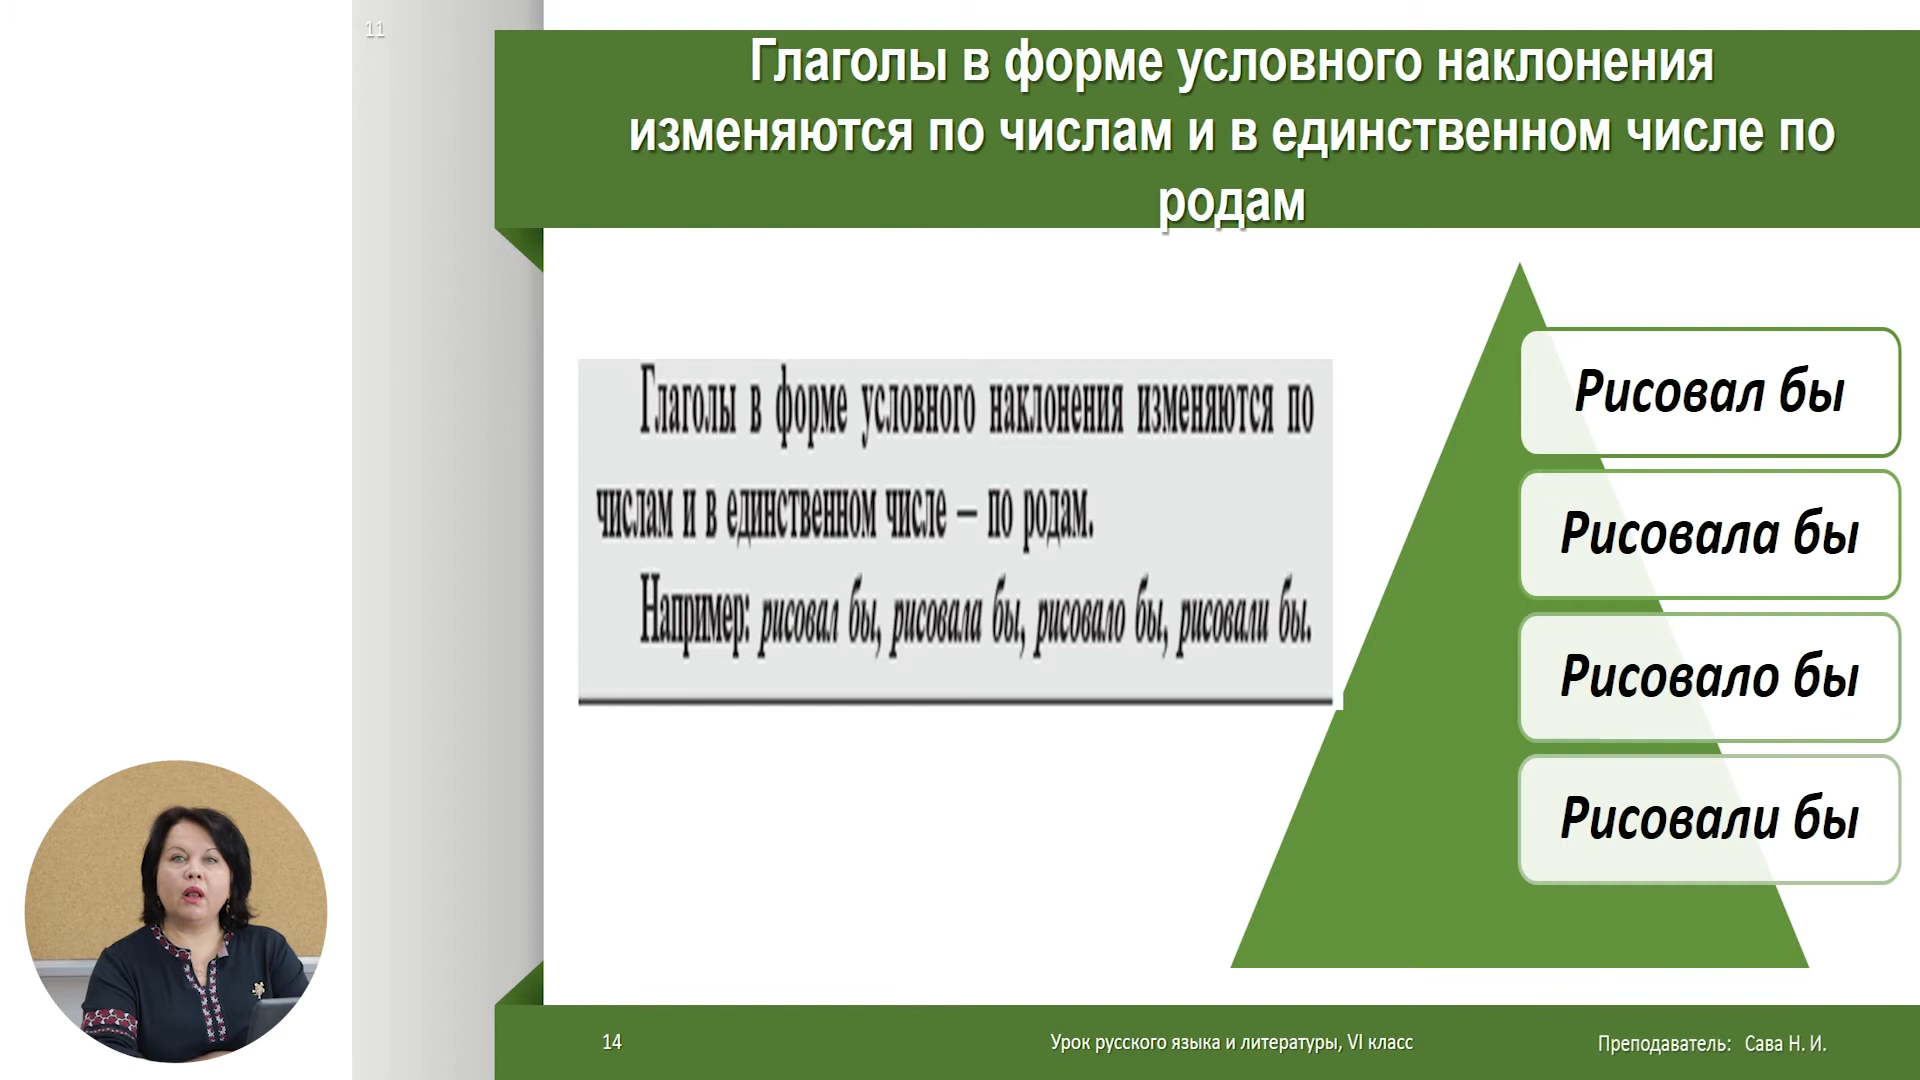 11
Глаголы в форме условного наклонения
изменяются по числам и в единственном числе по
родам
Глаголы в форме условного наклонения изменяются по
числам и в единственном числе – по родам.
Например: рисовал бы, рисовала бы, рисовало бы, рисовали бы.
Рисовал бы
Рисовала бы
Рисовало бы
Рисовали бы
14
Урок русского языка и литературы, VI класс
Преподаватель: Сава Н. И.